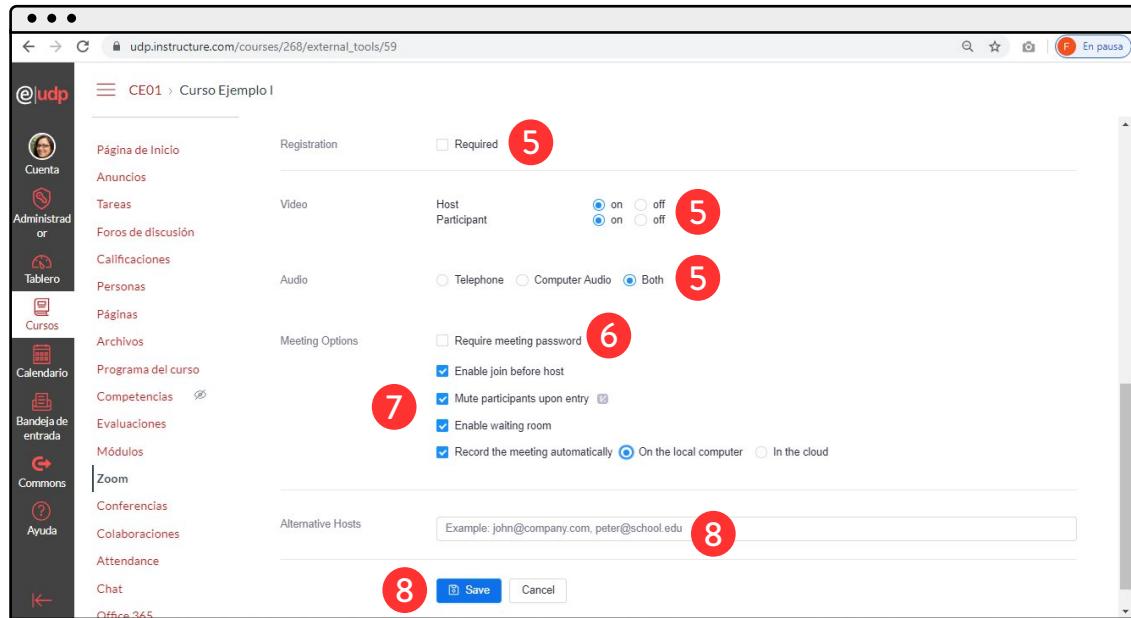 udp.instructure.com/courses/268/external_tools/59
F En pausa
e|udp
CE01 › Curso Ejemplo I
Cuenta
Administrad
or
Tablero
Cursos
Calendario
Bandeja de
entrada
Commons
Ayuda
Página de Inicio
Anuncios
Tareas
Foros de discusión
Calificaciones
Personas
Páginas
Archivos
Programa del curso
Competencias
Evaluaciones
Módulos
Zoom
Conferencias
Colaboraciones
Attendance
Chat
Office 365
Registration Required 5
Video Host on off 5
Participant on off
Audio Telephone Computer Audio Both 5
Meeting Options Require meeting password 6
Enable join before host
7 Mute participants upon entry
Enable waiting room
Record the meeting automatically On the local computer In the cloud
Alternative Hosts Example: john@company.com, peter@school.edu 8
8 Save Cancel